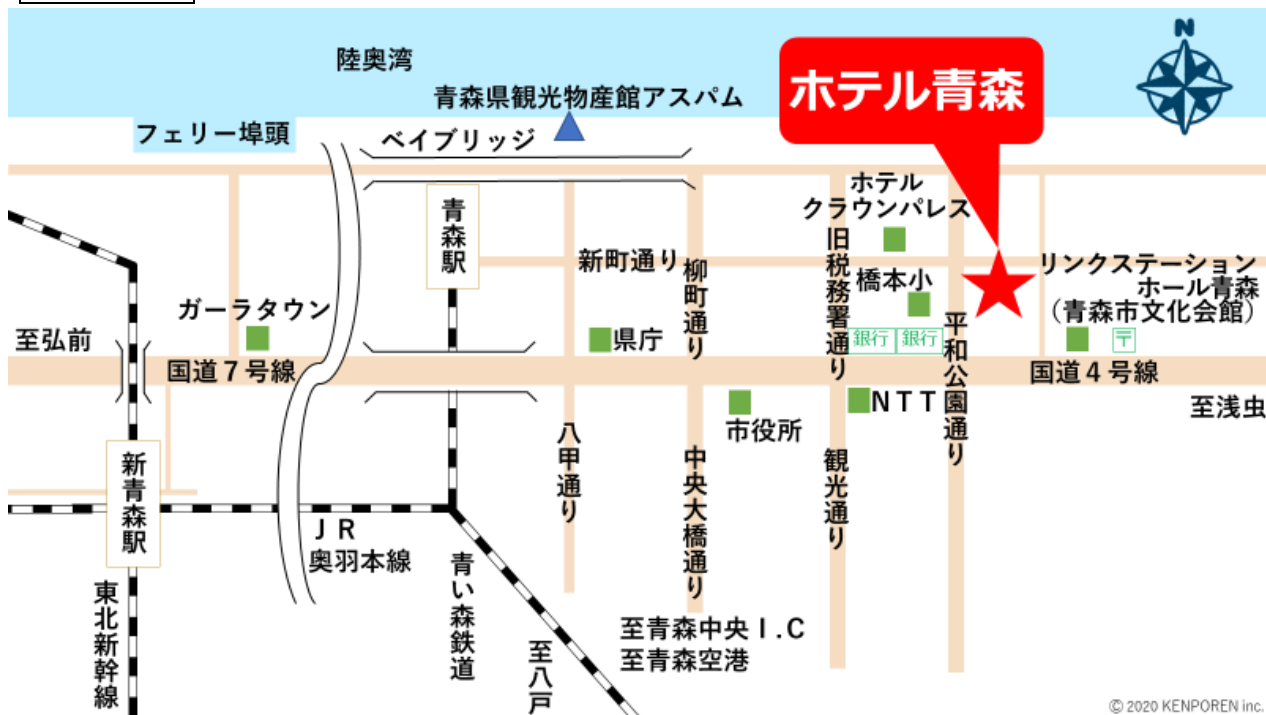 陸奥湾
N
ホテル青森
青森県観光物産館アスパム
フェリー埠頭
ベイブリッジ
ホテル
クラウンパレス
青森駅
新町通り
柳町通り
旧税務署通り
橋本小
リンクステーション
ホール青森
(青森市文化会館)
ガーラタウン
至弘前
県庁
銀行
銀行
平和公園通り
〒
国道7号線
国道4号線
至浅虫
市役所
NTT
八甲通り
中央大橋通り
観光通り
新青森駅
JR
奥羽本線
青い森鉄道
東北新幹線
至八戸
至青森中央I.C
至青森空港
© 2020 KENPOREN inc.